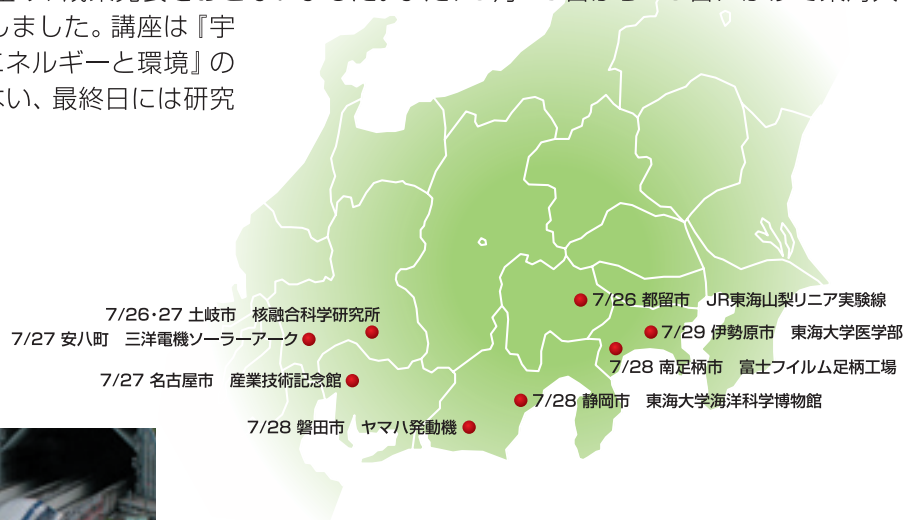 しました。講座は『宇
ネルギーと環境』の
い、最終日には研究
7/26 都留市　JR東海山梨リニア実験線
7/26・27 土岐市　核融合科学研究所
7/29 伊勢原市　東海大学医学部
7/27 安八町　三洋電機ソーラーアーク
7/28 南足柄市　富士フイルム足柄工場
7/27 名古屋市　産業技術記念館
7/28 静岡市　東海大学海洋科学博物館
7/28 磐田市　ヤマハ発動機